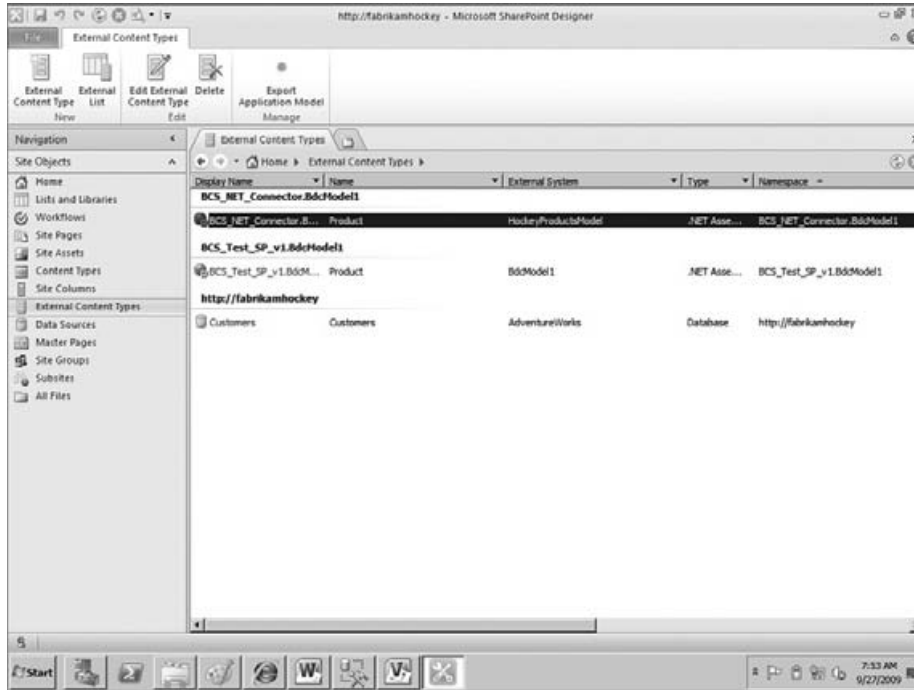 http://fabrikamhockey - Microsoft SharePoint Designer
File External Content Types
External Content Type
External List
Edit External Content Type
Delete
Export Application Model
New
Edit
Manage
Navigation
Site Objects
Home
Lists and Libraries
Workflows
Site Pages
Site Assets
Content Types
Site Columns
External Content Types
Data Sources
Master Pages
Site Groups
Subsites
All Files
External Content Types
Home External Content Types
Display Name Name External System Type Namespace
BCS_NET_Connector.BdcModel1
BCS_NET_Connector.B... Product HockeyProductsModel .NET Asse... BCS_NET_Connector.BdcModel1
BCS_Test_SP_v1.BdcModel1
BCS_Test_SP_v1.BdcM... Product BdcModel1 .NET Asse... BCS_Test_SP_v1.BdcModel1
http://fabrikamhockey
Customers Customers AdventureWorks Database http://fabrikamhockey
Start
7:53 AM
9/27/2009